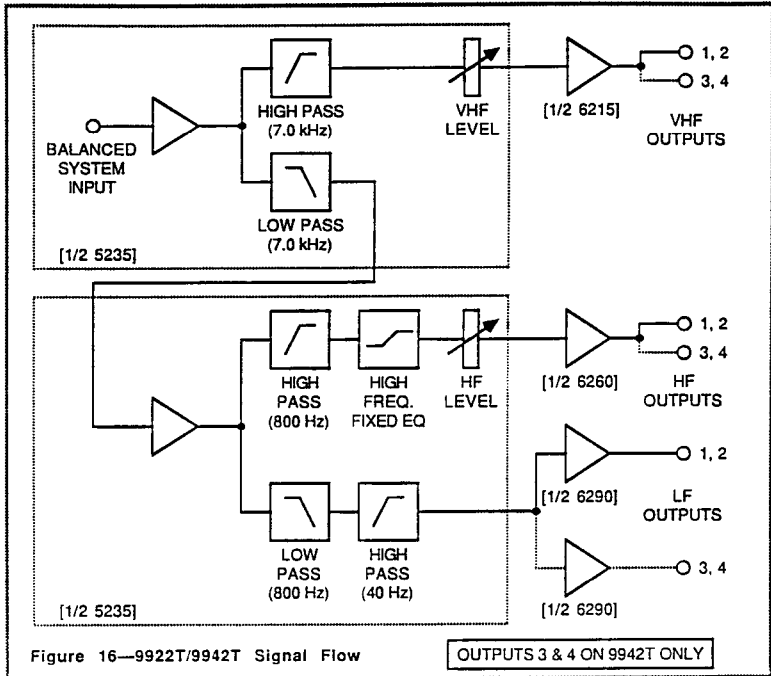 HIGH PASS
(7.0 kHz)
VHF
LEVEL
[1/2 6215]
1, 2
3, 4
VHF
OUTPUTS
BALANCED
SYSTEM
INPUT
LOW PASS
(7.0 kHz)
[1/2 5235]
HIGH
PASS
(800 Hz)
HIGH
FREQ.
FIXED EQ
HF
LEVEL
[1/2 6260]
1, 2
3, 4
HF
OUTPUTS
LOW
PASS
(800 Hz)
HIGH
PASS
(40 Hz)
[1/2 6290]
1, 2
LF
OUTPUTS
3, 4
[1/2 6290]
[1/2 5235]
Figure 16—9922T/9942T Signal Flow
OUTPUTS 3 & 4 ON 9942T ONLY